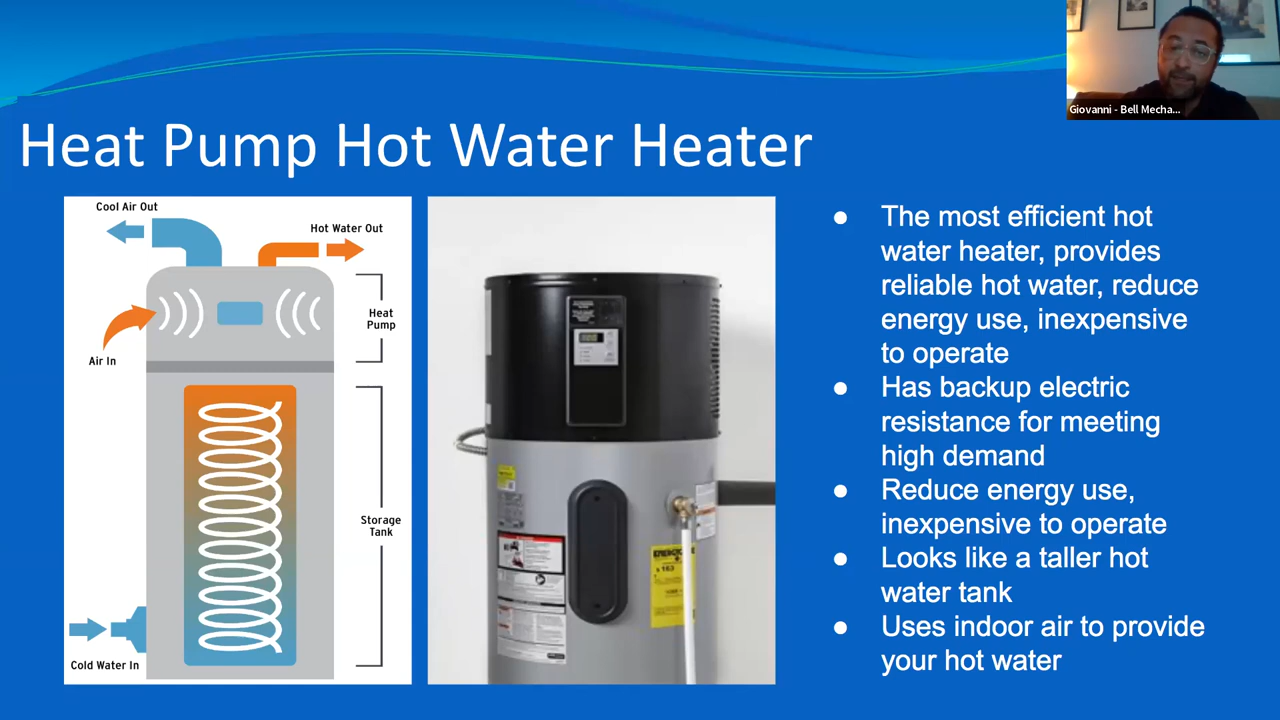 Giovanni - Bell Mecha...
Heat Pump Hot Water Heater
Cool Air Out
Hot Water Out
Heat
Pump
Air In
Storage
Tank
Cold Water In
● The most efficient hot
water heater, provides
reliable hot water, reduce
energy use, inexpensive
to operate
● Has backup electric
resistance for meeting
high demand
● Reduce energy use,
inexpensive to operate
● Looks like a taller hot
water tank
● Uses indoor air to provide
your hot water